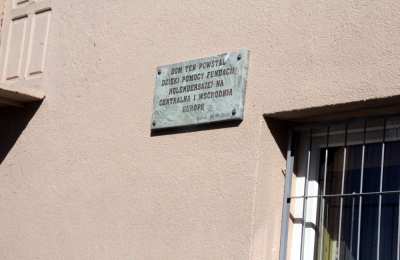 DOM TEN POWSTAŁ
DZIĘKI POMOCY FUNDACJI
HOLENDERSKIEJ NA
CENTRALNĄ I WSCHODNIĄ
EUROPĘ